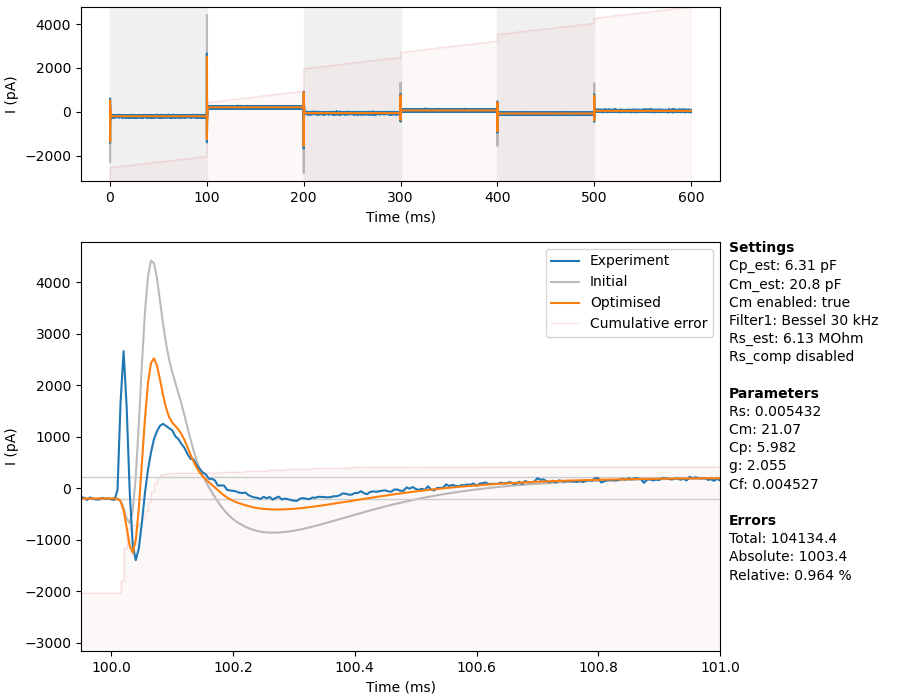 4000
2000
0
−2000
I (pA)
0
100
200
300
400
500
600
Time (ms)
4000
3000
2000
1000
0
−1000
−2000
−3000
I (pA)
Experiment
Initial
Optimised
Cumulative error
100.0
100.2
100.4
100.6
100.8
101.0
Time (ms)
Settings
Cp_est: 6.31 pF
Cm_est: 20.8 pF
Cm enabled: true
Filter1: Bessel 30 kHz
Rs_est: 6.13 MOhm
Rs_comp disabled
Parameters
Rs: 0.005432
Cm: 21.07
Cp: 5.982
g: 2.055
Cf: 0.004527
Errors
Total: 104134.4
Absolute: 1003.4
Relative: 0.964 %